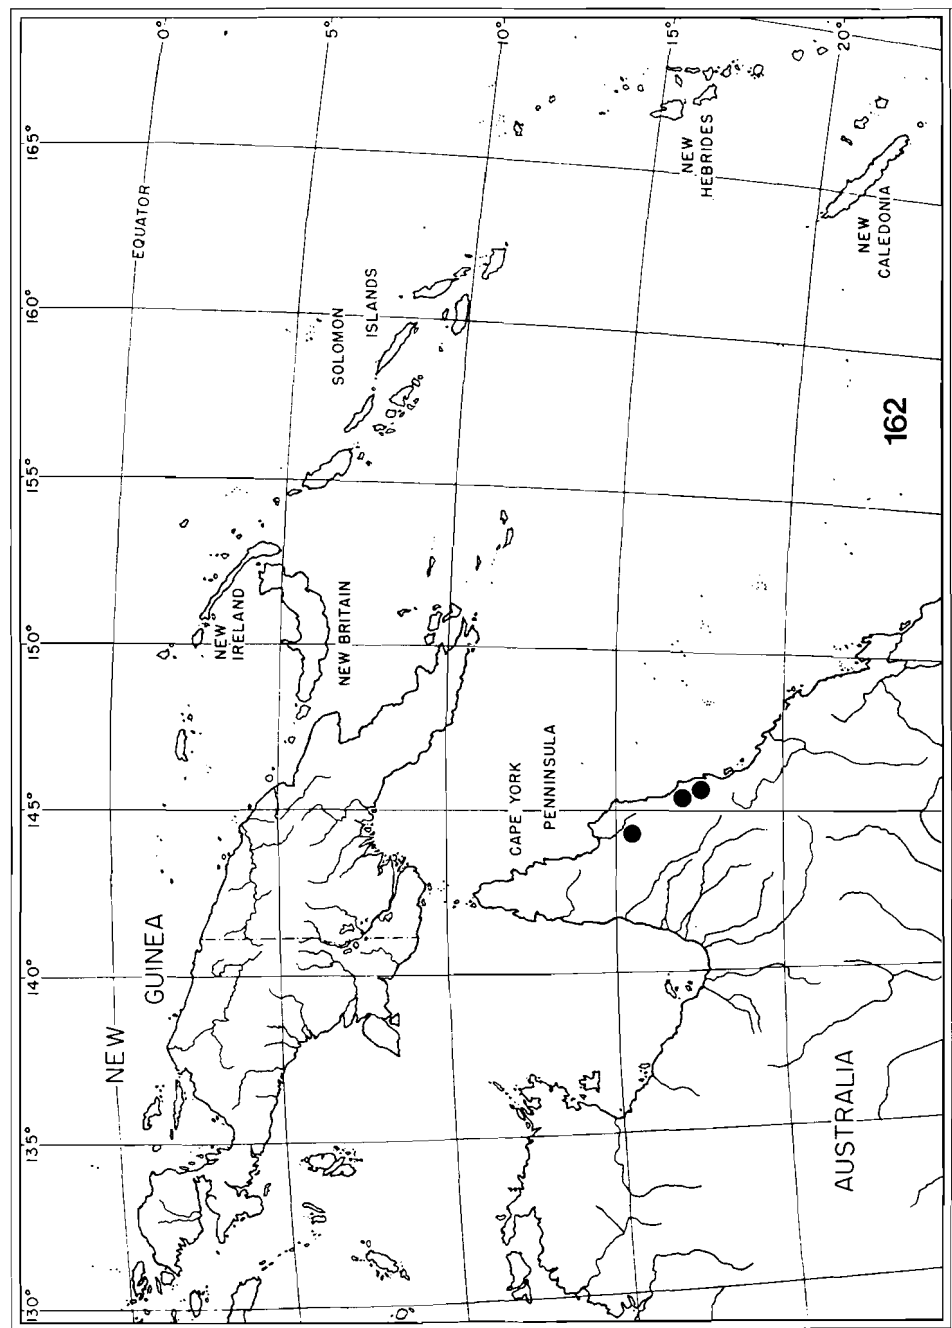 130°
135°
140°
145°
150°
155°
160°
165°
0°
5°
10°
15°
20°
EQUATOR
NEW
GUINEA
NEW
IRELAND
NEW BRITAIN
SOLOMON
ISLANDS
NEW
HEBRIDES
NEW
CALEDONIA
CAPE YORK
PENNINSULA
AUSTRALIA
162